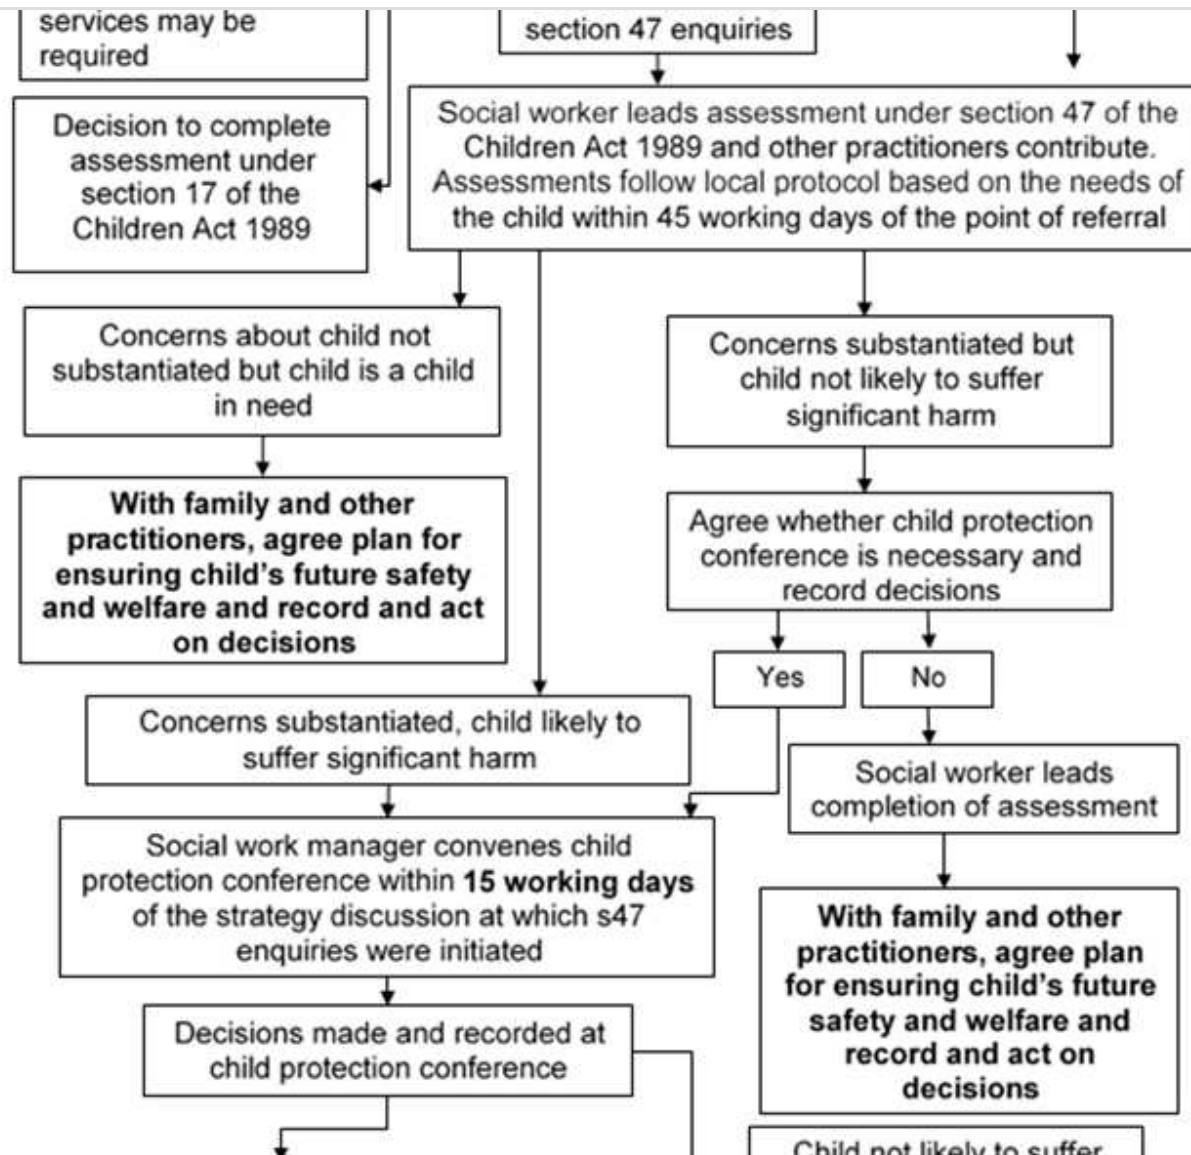 services may be
required
section 47 enquiries
Decision to complete
assessment under
section 17 of the
Children Act 1989
Social worker leads assessment under section 47 of the
Children Act 1989 and other practitioners contribute.
Assessments follow local protocol based on the needs of
the child within 45 working days of the point of referral
Concerns about child not
substantiated but child is a child
in need
Concerns substantiated but
child not likely to suffer
significant harm
With family and other
practitioners, agree plan for
ensuring child's future safety
and welfare and record and act
on decisions
Agree whether child protection
conference is necessary and
record decisions
Yes
No
Concerns substantiated, child likely to
suffer significant harm
Social worker leads
completion of assessment
Social work manager convenes child
protection conference within 15 working days
of the strategy discussion at which s47
enquiries were initiated
With family and other
practitioners, agree plan
for ensuring child's future
safety and welfare and
record and act on
decisions
Decisions made and recorded at
child protection conference
Child not likely to suffer